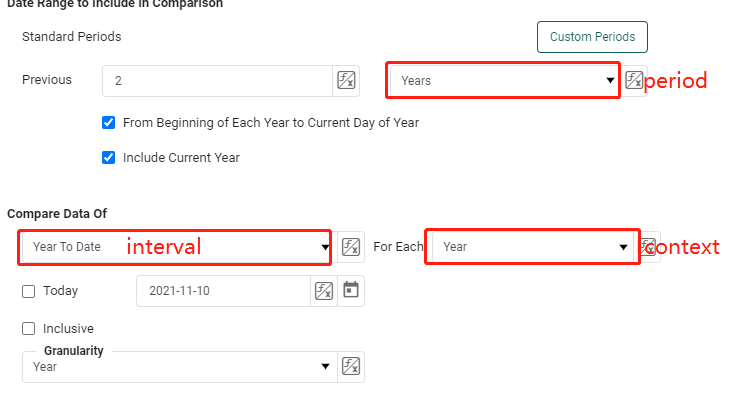 Date Range to Include in Comparison
Standard Periods Custom Periods
Previous 2 Years period
From Beginning of Each Year to Current Day of Year
Include Current Year
Compare Data Of
Year To Date interval For Each Year context
Today 2021-11-10
Inclusive
Granularity
Year